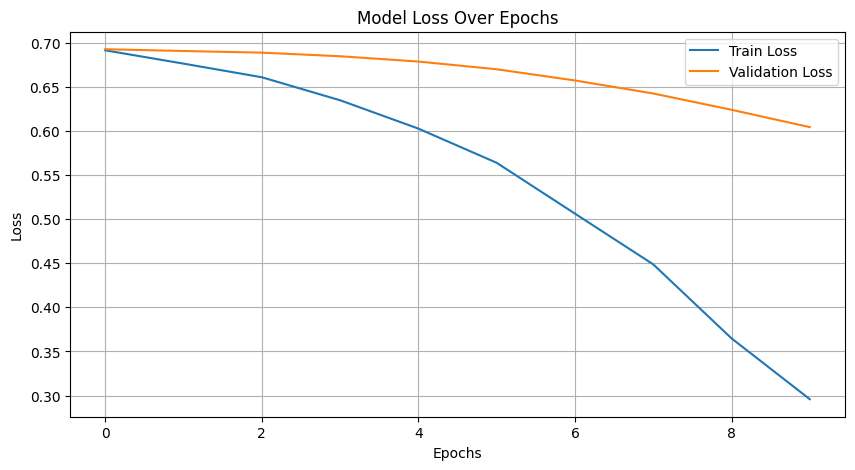 Model Loss Over Epochs
Train Loss
Validation Loss
0.70
0.65
0.60
0.55
0.50
0.45
0.40
0.35
0.30
Loss
0 2 4 6 8
Epochs